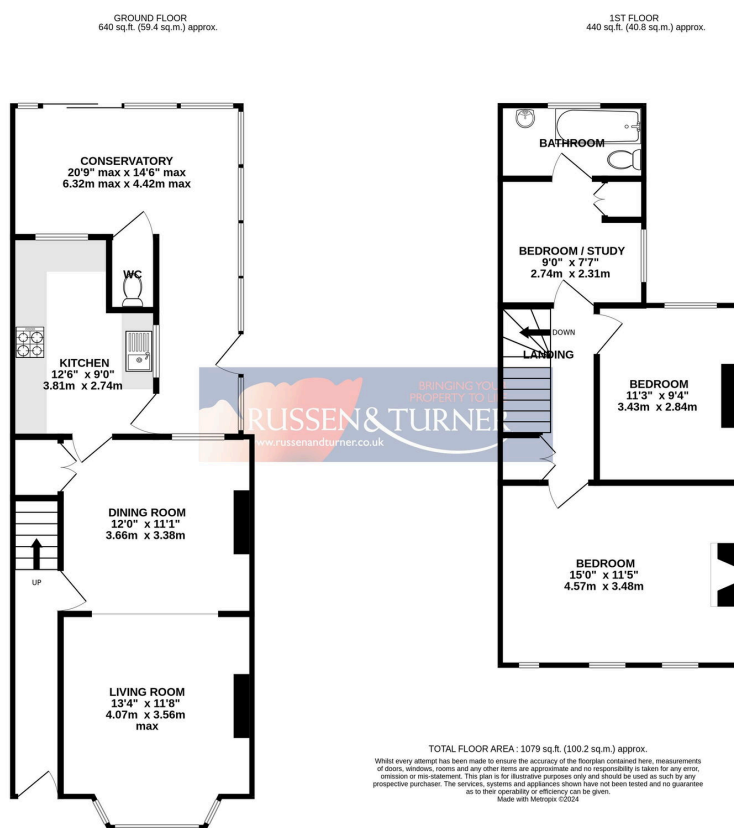 GROUND FLOOR
640 sq.ft. (59.4 sq.m.) approx.
1ST FLOOR
440 sq.ft. (40.8 sq.m.) approx.
CONSERVATORY
20'9" max x 14'6" max
6.32m max x 4.42m max
WC
KITCHEN
12'6" x 9'0"
3.81m x 2.74m
DINING ROOM
12'0" x 11'1"
3.66m x 3.38m
UP
LIVING ROOM
13'4" x 11'8"
4.07m x 3.56m
max
BATHROOM
BEDROOM / STUDY
9'0" x 7'7"
2.74m x 2.31m
DOWN
LANDING
BEDROOM
11'3" x 9'4"
3.43m x 2.84m
BEDROOM
15'0" x 11'5"
4.57m x 3.48m
BRINGING YOUR
PROPERTY TO LI
RUSSEN & TURNER
www.russenandturner.co.uk
TOTAL FLOOR AREA : 1079 sq.ft. (100.2 sq.m.) approx.
Whilst every attempt has been made to ensure the accuracy of the floorplan contained here, measurements
of doors, windows, rooms and any other items are approximate and no responsibility is taken for any error,
omission or mis-statement. This plan is for illustrative purposes only and should be used as such by any
prospective purchaser. The services, systems and appliances shown have not been tested and no guarantee
as to their operability or efficiency can be given.
Made with Metropix ©2024